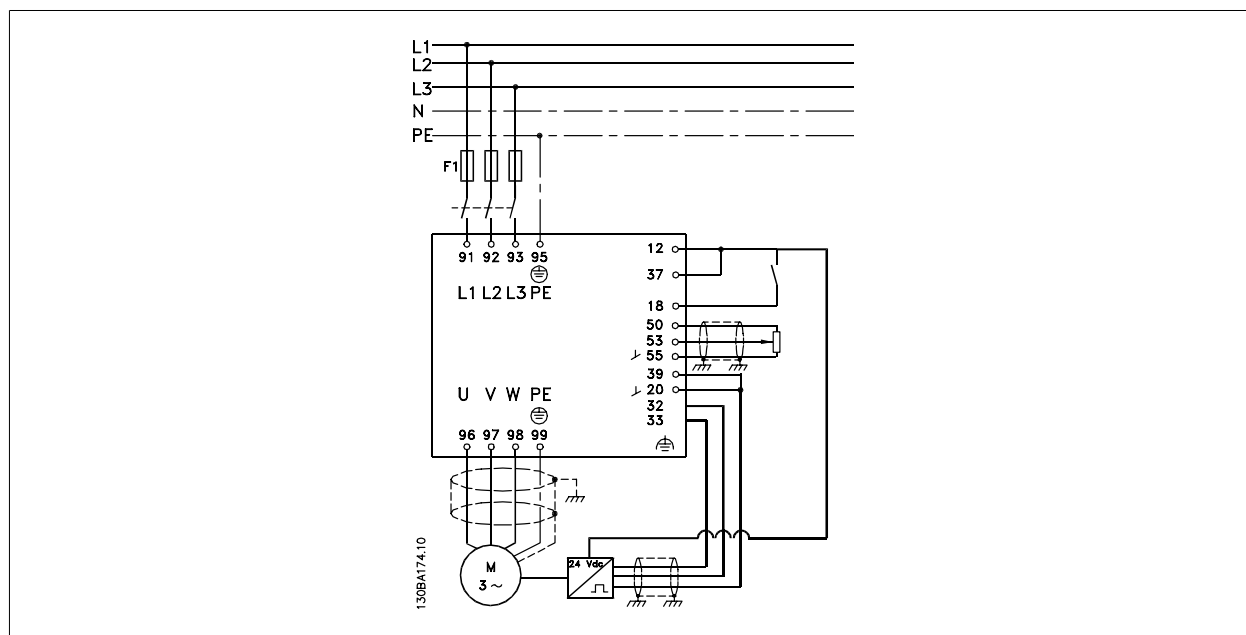 L1
L2
L3
N
PE
F1
91 92 93 95
L1 L2 L3 PE
12
37
18
50
53
55
39
20
32
33
U V W PE
96 97 98 99
M
3 ~
24 Vdc
130BA174.10